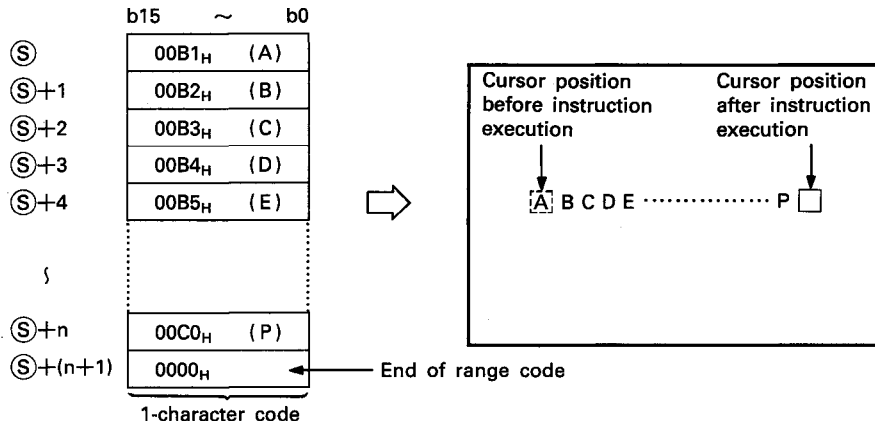 b15 ~ b0
Ⓢ 00B1H (A)
Ⓢ+1 00B2H (B)
Ⓢ+2 00B3H (C)
Ⓢ+3 00B4H (D)
Ⓢ+4 00B5H (E)
Ⓢ+n 00C0H (P)
Ⓢ+(n+1) 0000H
End of range code
1-character code
Cursor position
before instruction
execution
Cursor position
after instruction
execution
A B C D E ··············· P